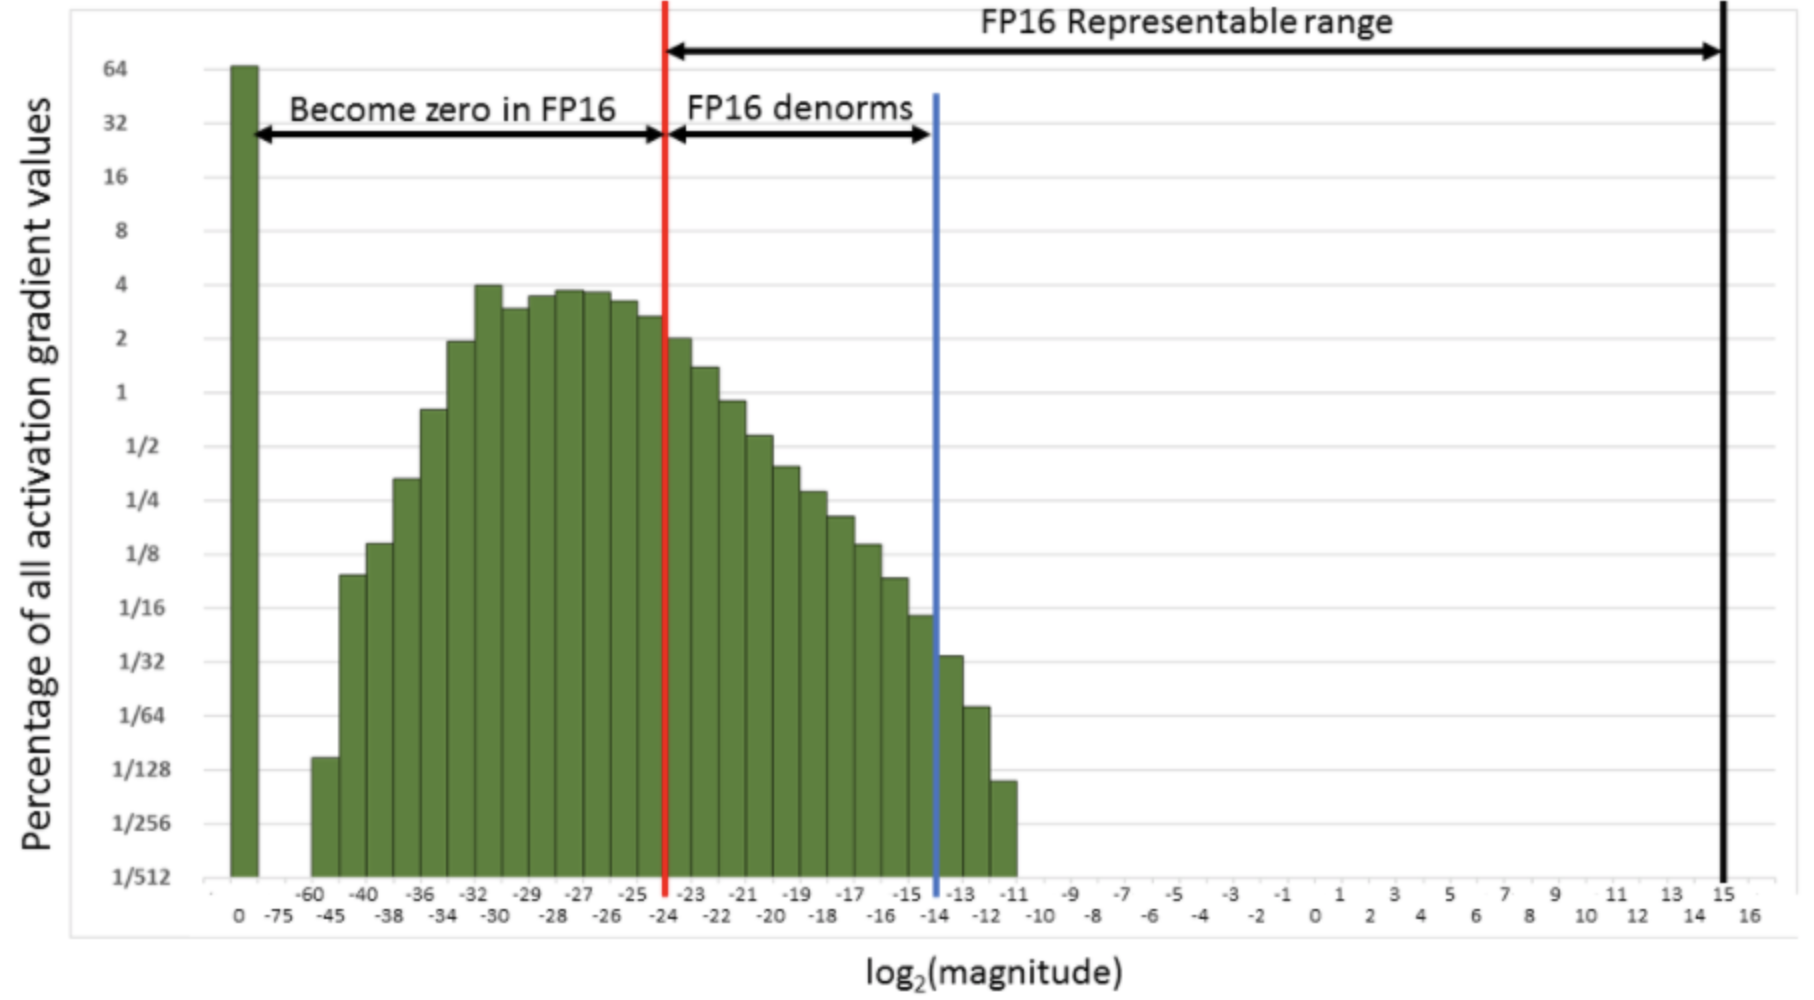 FP16 Representable range
Become zero in FP16
FP16 denorms
Percentage of all activation gradient values
64
32
16
8
4
2
1
1/2
1/4
1/8
1/16
1/32
1/64
1/128
1/256
1/512
-60 -40 -36 -32 -29 -27 -25 -23 -21 -19 -17 -15 -13 -11 -9 -7 -5 -3 -1 1 3 5 7 9 11 13 15
0 -75 -45 -38 -34 -30 -28 -26 -24 -22 -20 -18 -16 -14 -12 -10 -8 -6 -4 -2 0 2 4 6 8 10 12 14 16
log₂(magnitude)